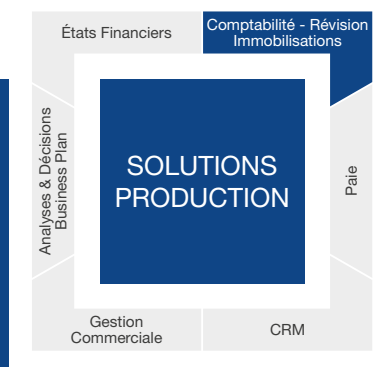 États Financiers
Comptabilité - Révision
Immobilisations
Analyses & Décisions
Business Plan
SOLUTIONS
PRODUCTION
Paie
Gestion
Commerciale
CRM